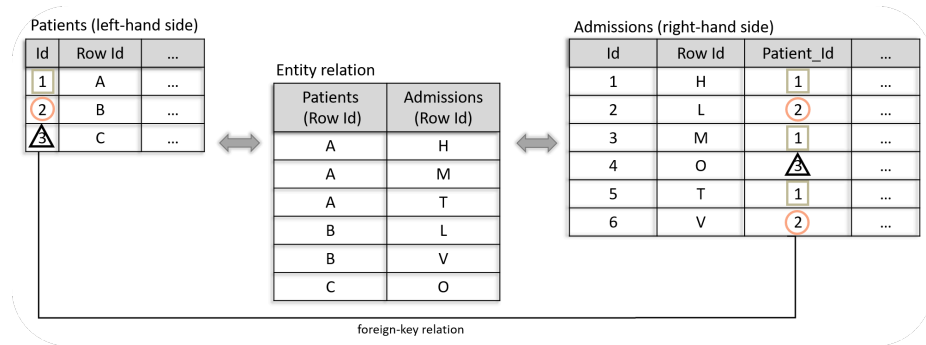 Patients (left-hand side)
Id Row Id ...
1 A ...
2 B ...
3 C ...
Entity relation
Patients (Row Id) Admissions (Row Id)
A H
A M
A T
B L
B V
C O
Admissions (right-hand side)
Id Row Id Patient_Id ...
1 H 1 ...
2 L 2 ...
3 M 1 ...
4 O 3 ...
5 T 1 ...
6 V 2 ...
foreign-key relation